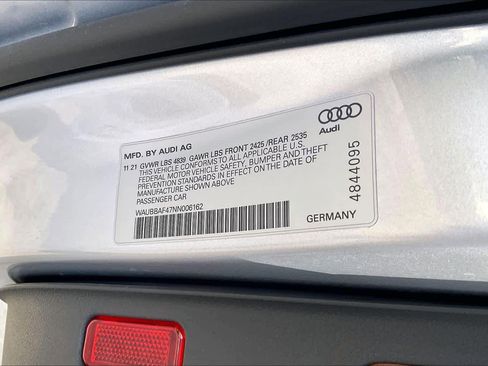 MFD. BY AUDI AG
11 21 GVWR LBS 4839 GAWR LBS FRONT 2425 /REAR 2535
THIS VEHICLE CONFORMS TO ALL APPLICABLE U.S.
FEDERAL MOTOR VEHICLE SAFETY, BUMPER AND THEFT
PREVENTION STANDARDS IN EFFECT ON THE DATE OF
MANUFACTURE SHOWN ABOVE.
PASSENGER CAR
WAUBBAF47NN006162
Audi
4844095
GERMANY